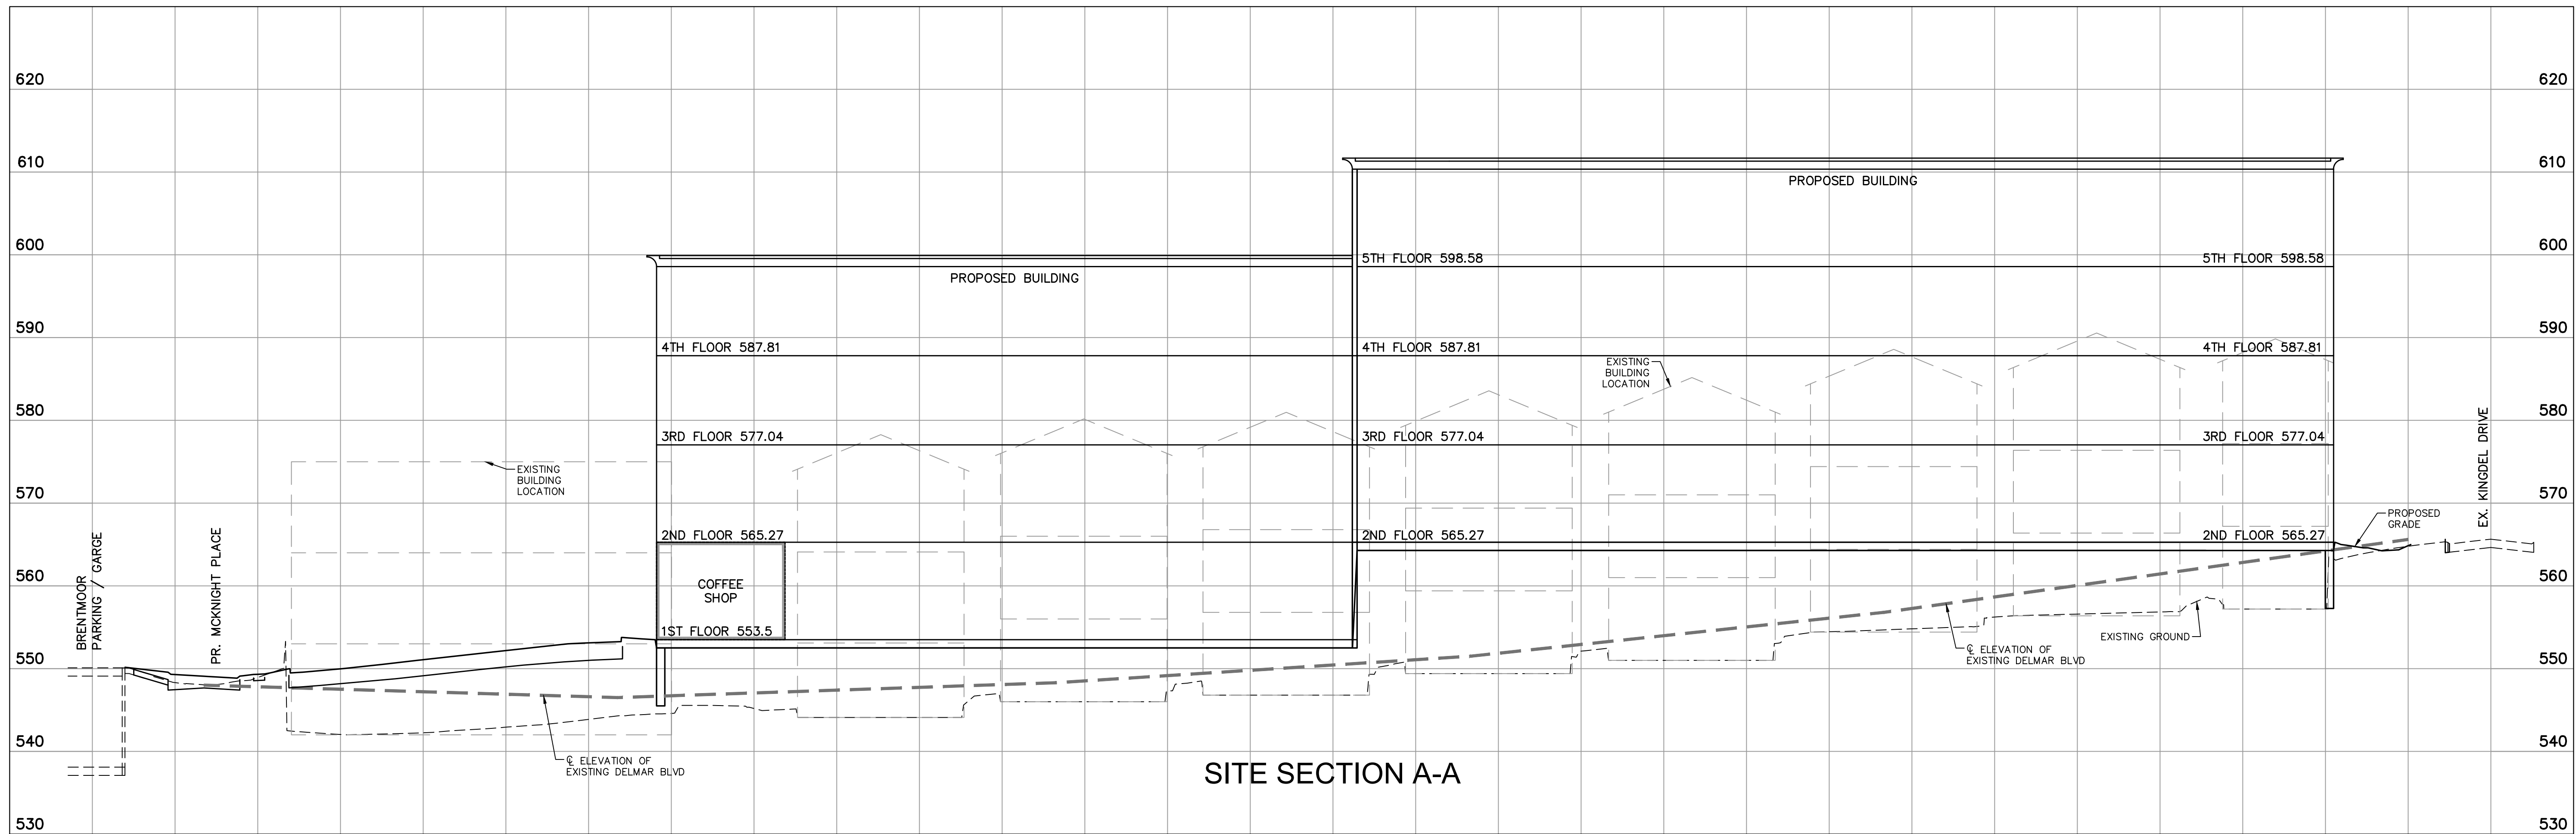 620
620
610
610
PROPOSED BUILDING
600
5TH FLOOR 598.58
5TH FLOOR 598.58
600
PROPOSED BUILDING
590
590
4TH FLOOR 587.81
4TH FLOOR 587.81
4TH FLOOR 587.81
EXISTING
BUILDING
LOCATION
580
580
3RD FLOOR 577.04
3RD FLOOR 577.04
3RD FLOOR 577.04
EXISTING
BUILDING
LOCATION
EX. KINGDEL DRIVE
570
570
PROPOSED
GRADE
2ND FLOOR 565.27
2ND FLOOR 565.27
2ND FLOOR 565.27
BRENTMOOR
PARKING / GARGE
PR. MCKNIGHT PLACE
560
560
COFFEE
SHOP
1ST FLOOR 553.5
EXISTING GROUND
550
550
℄ ELEVATION OF
EXISTING DELMAR BLVD
540
540
℄ ELEVATION OF
EXISTING DELMAR BLVD
SITE SECTION A-A
530
530